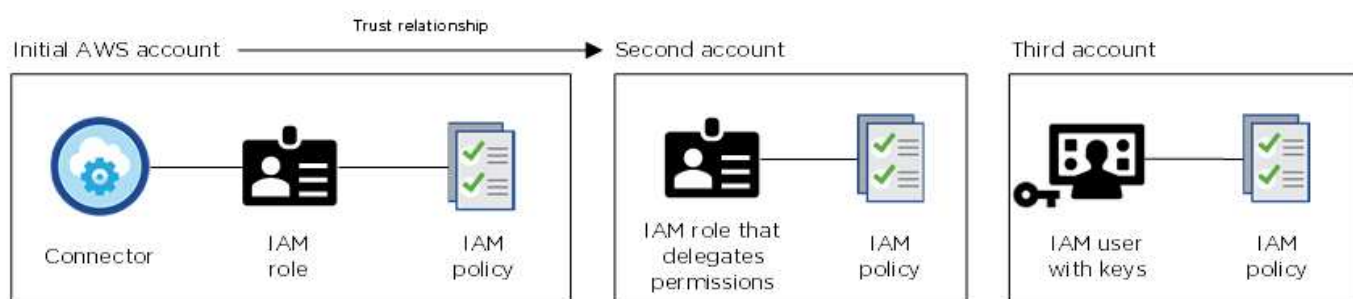 Trust relationship
Initial AWS account
Second account
Third account
Connector
IAM
role
IAM
policy
IAM role that
delegates
permissions
IAM
policy
IAM user
with keys
IAM
policy